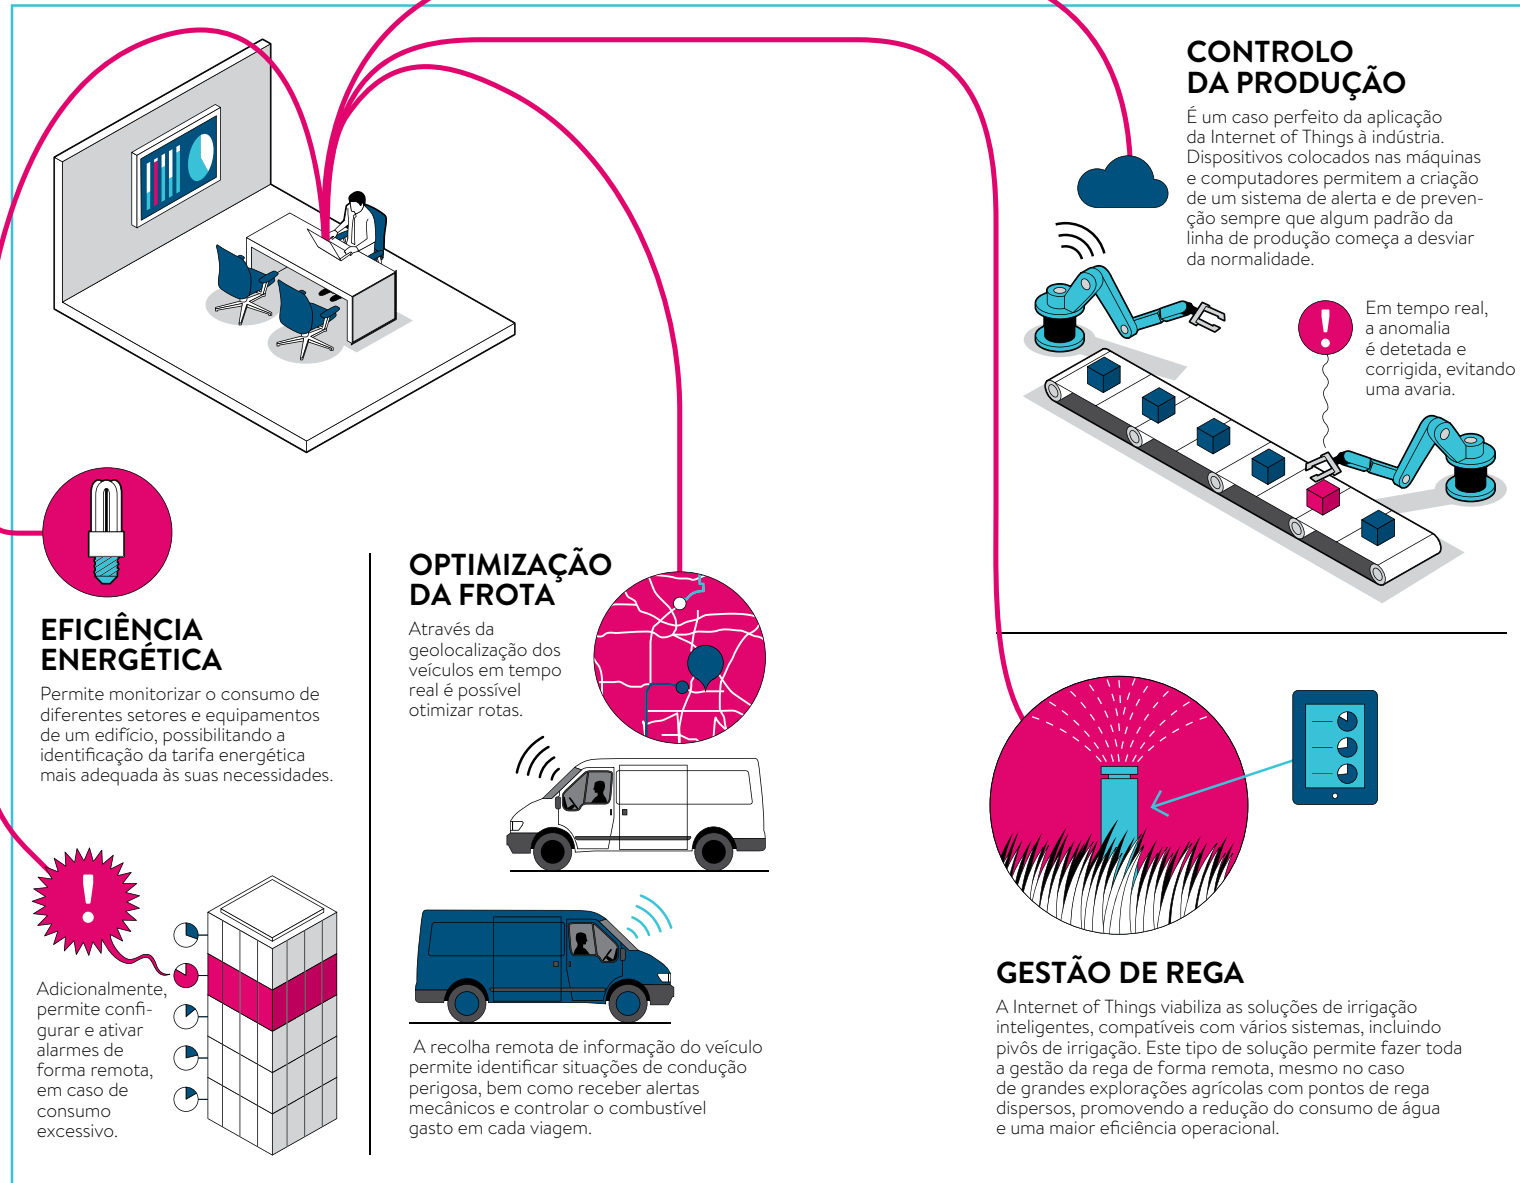 CONTROLO
DA PRODUÇÃO
É um caso perfeito da aplicação
da Internet of Things à indústria.
Dispositivos colocados nas máquinas
e computadores permitem a criação
de um sistema de alerta e de preven-
ção sempre que algum padrão da
linha de produção começa a desviar
da normalidade.
Em tempo real,
a anomalia
é detetada e
corrigida, evitando
uma avaria.
!
EFICIÊNCIA
ENERGÉTICA
Permite monitorizar o consumo de
diferentes setores e equipamentos
de um edifício, possibilitando a
identificação da tarifa energética
mais adequada às suas necessidades.
!
Adicionalmente,
permite confi-
gurar e ativar
alarmes de
forma remota,
em caso de
consumo
excessivo.
OPTIMIZAÇÃO
DA FROTA
Através da
geolocalização dos
veículos em tempo
real é possível
otimizar rotas.
A recolha remota de informação do veículo
permite identificar situações de condução
perigosa, bem como receber alertas
mecânicos e controlar o combustível
gasto em cada viagem.
GESTÃO DE REGA
A Internet of Things viabiliza as soluções de irrigação
inteligentes, compatíveis com vários sistemas, incluindo
pivôs de irrigação. Este tipo de solução permite fazer toda
a gestão da rega de forma remota, mesmo no caso
de grandes explorações agrícolas com pontos de rega
dispersos, promovendo a redução do consumo de água
e uma maior eficiência operacional.